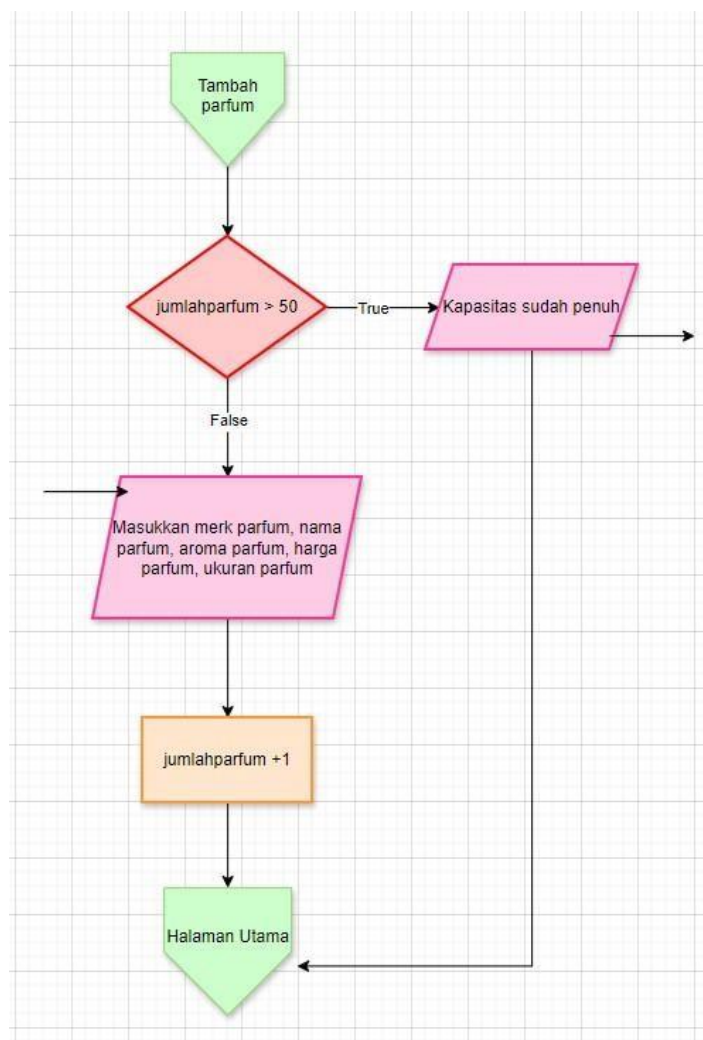 Tambah
parfum
jumlahparfum > 50
True
Kapasitas sudah penuh
False
Masukkan merk parfum, nama
parfum, aroma parfum, harga
parfum, ukuran parfum
jumlahparfum +1
Halaman Utama